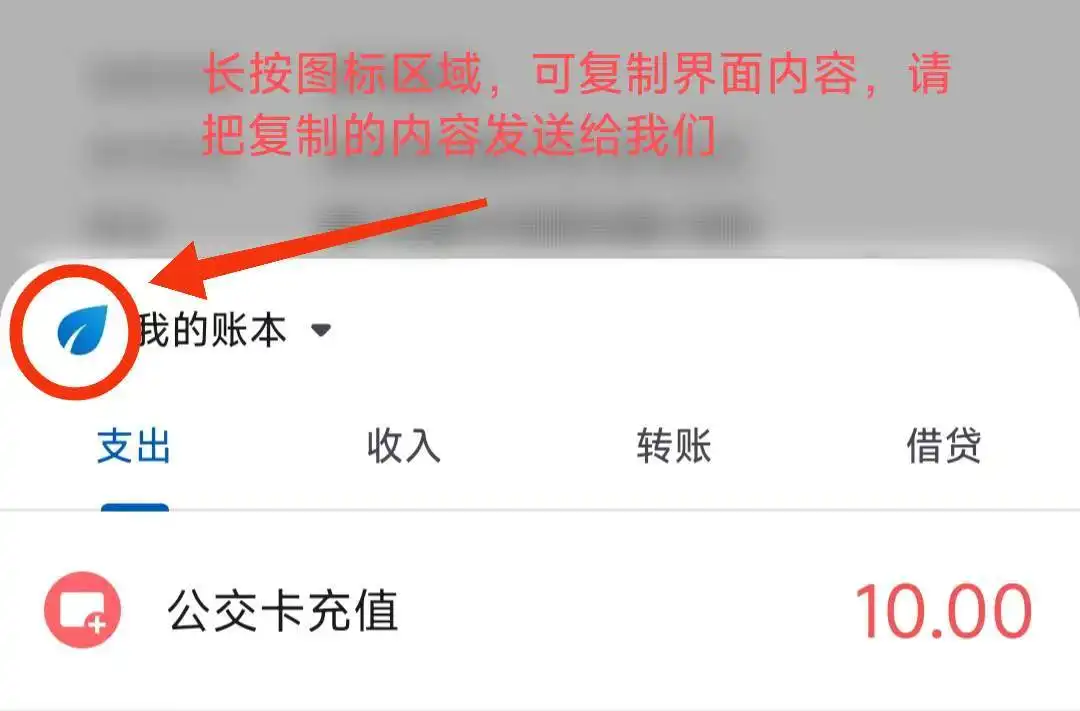 长按图标区域，可复制界面内容，请
把复制的内容发送给我们
我的账本
支出 收入 转账 借贷
公交卡充值 10.00